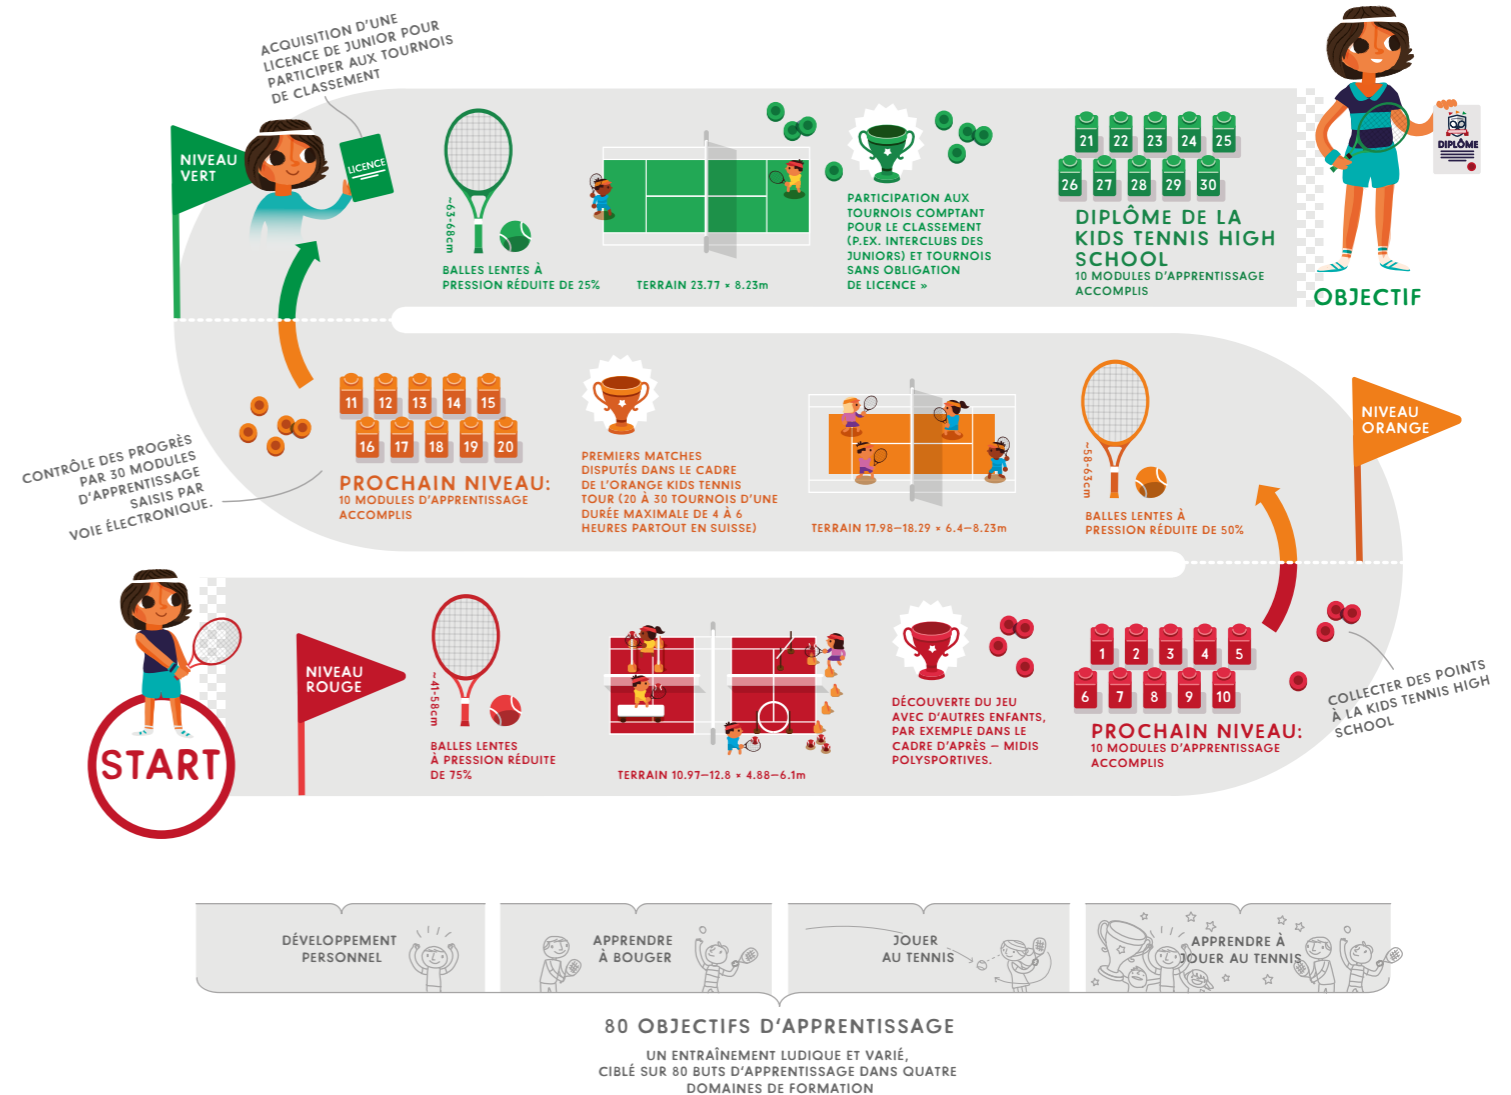 ACQUISITION D'UNE
LICENCE DE JUNIOR POUR
PARTICIPER AUX TOURNOIS
DE CLASSEMENT
NIVEAU
VERT
LICENCE
~63-68cm
BALLES LENTES À
PRESSION RÉDUITE DE 25%
TERRAIN 23.77 × 8.23m
PARTICIPATION AUX
TOURNOIS COMPTANT
POUR LE CLASSEMENT
(P.EX. INTERCLUBS DES
JUNIORS) ET TOURNOIS
SANS OBLIGATION
DE LICENCE »
21 22 23 24 25
26 27 28 29 30
DIPLÔME DE LA
KIDS TENNIS HIGH
SCHOOL
10 MODULES D'APPRENTISSAGE
ACCOMPLIS
DIPLÔME
OBJECTIF
CONTRÔLE DES PROGRÈS
PAR 30 MODULES
D'APPRENTISSAGE
SAISIS PAR
VOIE ÉLECTRONIQUE.
11 12 13 14 15
16 17 18 19 20
PROCHAIN NIVEAU:
10 MODULES D'APPRENTISSAGE
ACCOMPLIS
PREMIERS MATCHES
DISPUTÉS DANS LE CADRE
DE L'ORANGE KIDS TENNIS
TOUR (20 À 30 TOURNOIS D'UNE
DURÉE MAXIMALE DE 4 À 6
HEURES PARTOUT EN SUISSE)
TERRAIN 17.98–18.29 × 6.4–8.23m
~58-63cm
BALLES LENTES À
PRESSION RÉDUITE DE 50%
NIVEAU
ORANGE
START
NIVEAU
ROUGE
~41-58cm
BALLES LENTES
À PRESSION RÉDUITE
DE 75%
TERRAIN 10.97–12.8 × 4.88–6.1m
DÉCOUVERTE DU JEU
AVEC D'AUTRES ENFANTS,
PAR EXEMPLE DANS LE
CADRE D'APRÈS – MIDIS
POLYSPORTIVES.
1 2 3 4 5
6 7 8 9 10
PROCHAIN NIVEAU:
10 MODULES D'APPRENTISSAGE
ACCOMPLIS
COLLECTER DES POINTS
À LA KIDS TENNIS HIGH
SCHOOL
DÉVELOPPEMENT
PERSONNEL
APPRENDRE
À BOUGER
JOUER
AU TENNIS
APPRENDRE À
JOUER AU TENNIS
80 OBJECTIFS D'APPRENTISSAGE
UN ENTRAÎNEMENT LUDIQUE ET VARIÉ,
CIBLÉ SUR 80 BUTS D'APPRENTISSAGE DANS QUATRE
DOMAINES DE FORMATION